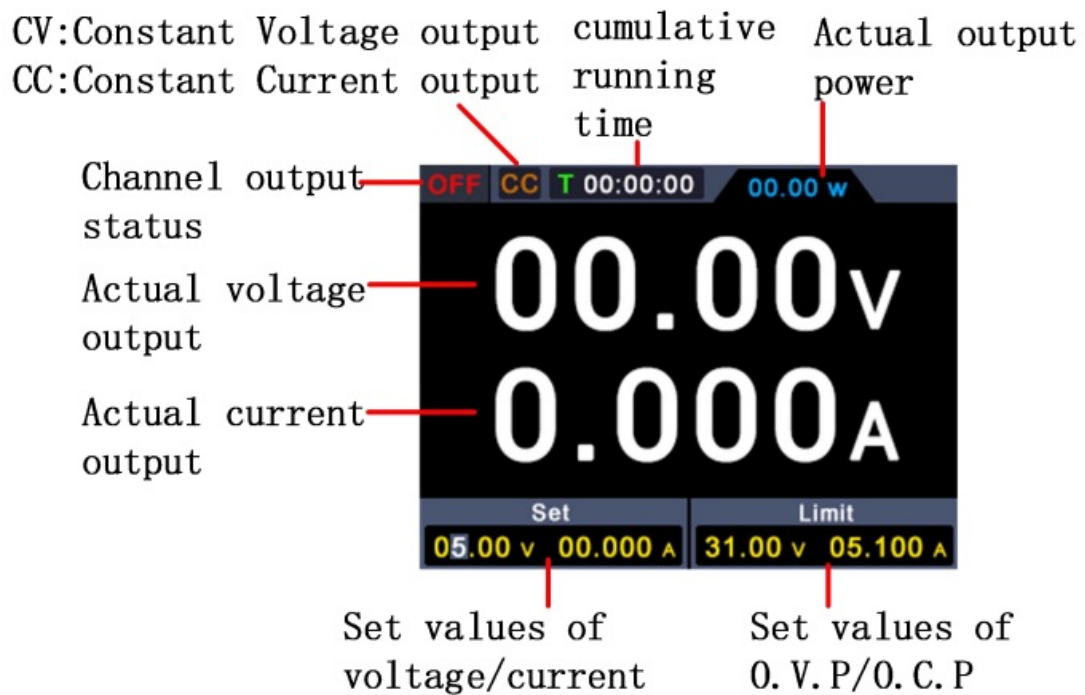 CV:Constant Voltage output
CC:Constant Current output
cumulative
running
time
Actual output
power
Channel output
status
Actual voltage
output
Actual current
output
OFF CC T 00:00:00 00.00 W
00.00 V
0.000 A
Set Limit
05.00 V 00.000 A 31.00 V 05.100 A
Set values of
voltage/current
Set values of
O.V.P/O.C.P